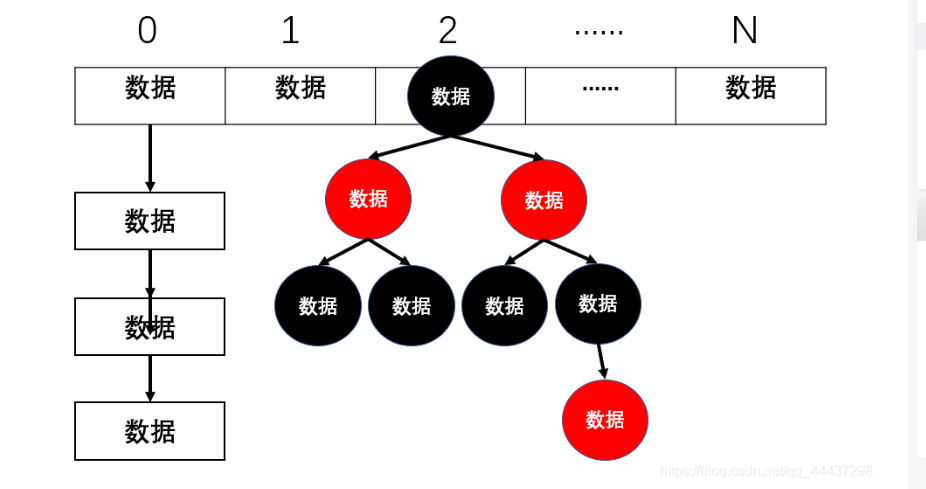 0 1 2 ...... N
数据 数据 数据 ...... 数据
数据 数据
数据
数据 数据 数据 数据
数据
数据
数据
https://blog.csdn.net/qq_44437298